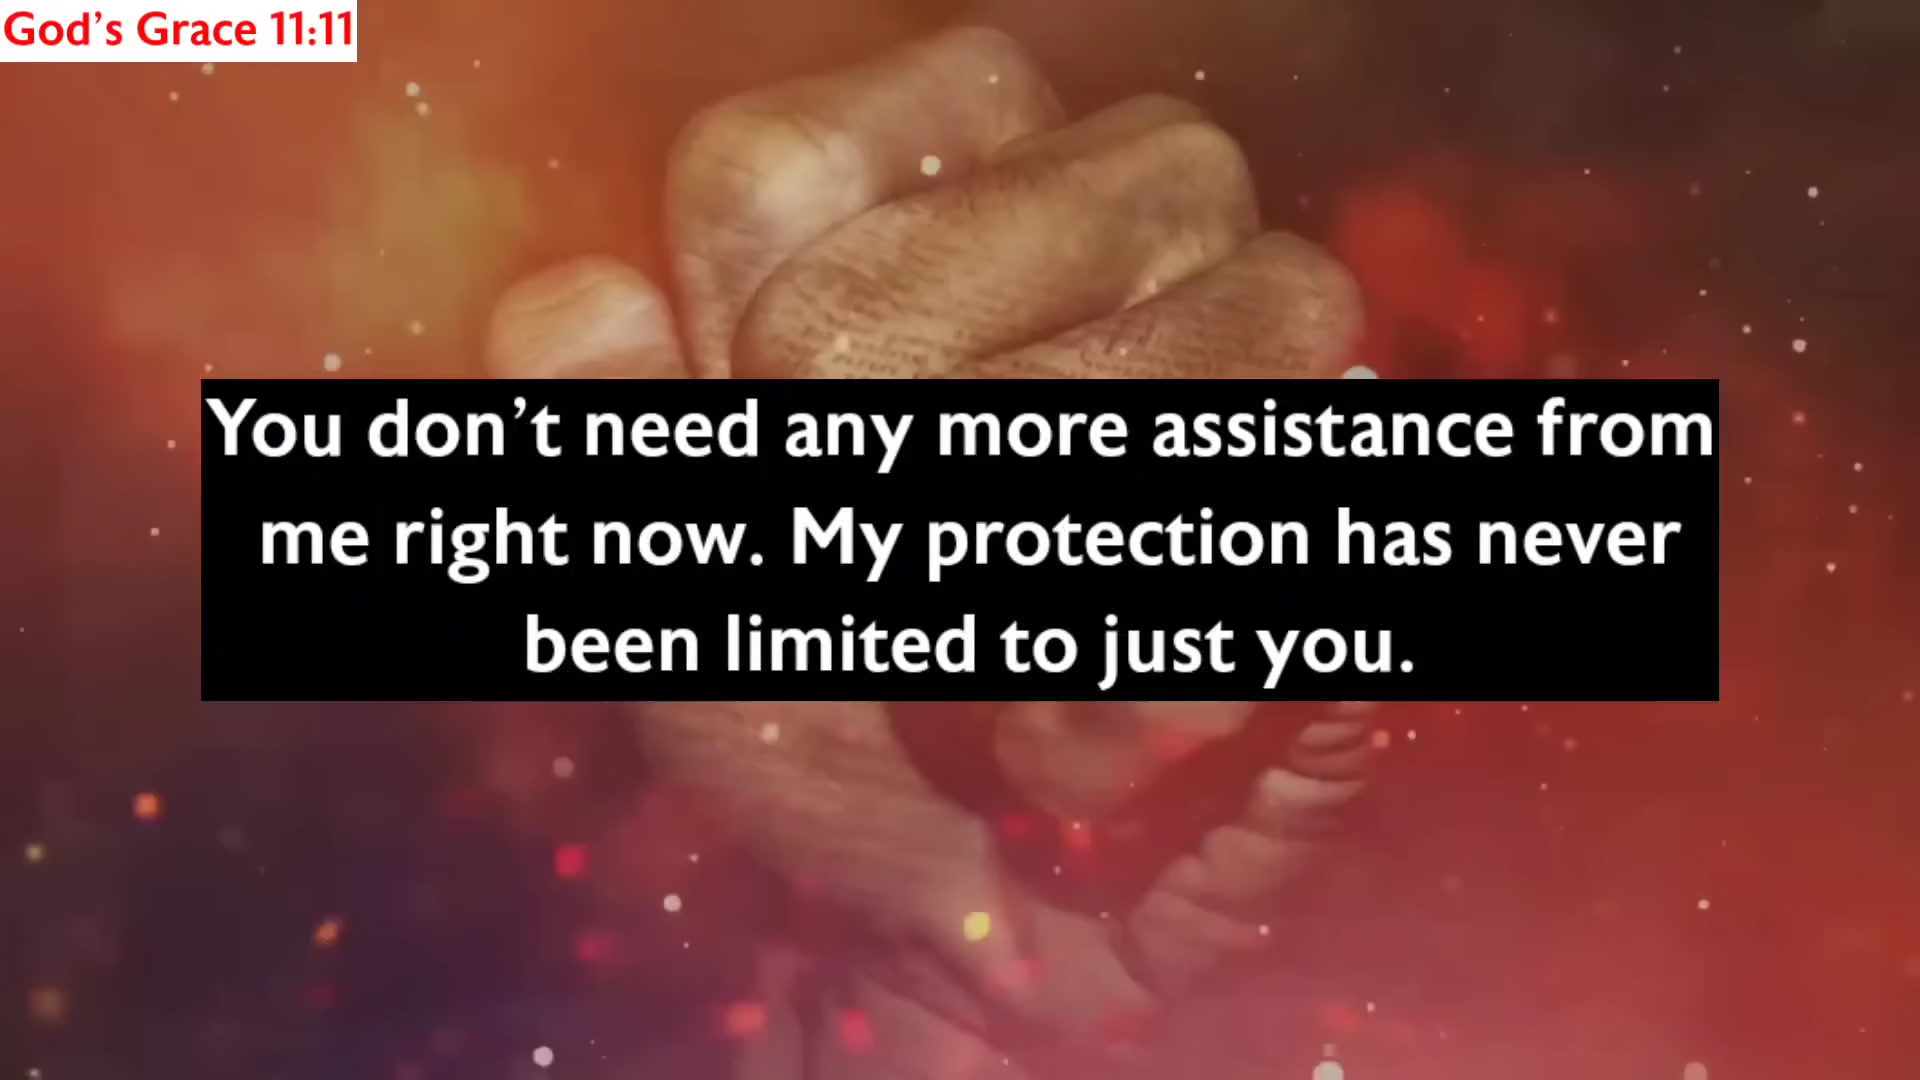 God’s Grace 11:11
You don’t need any more assistance from
me right now. My protection has never
been limited to just you.